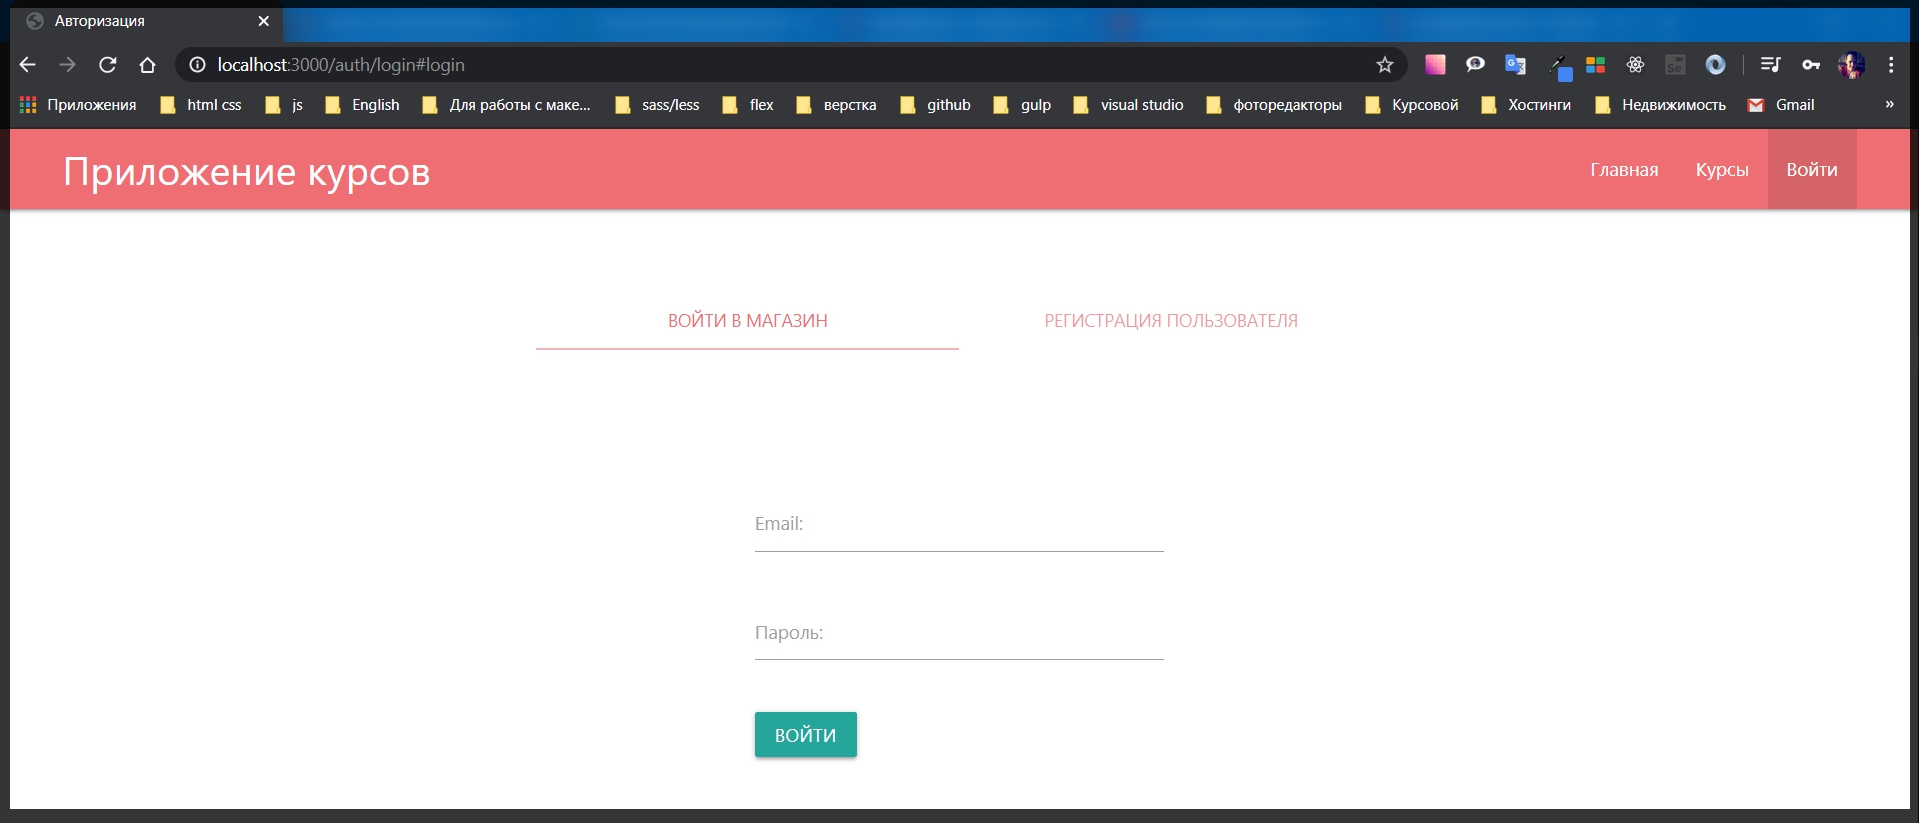 Авторизация
localhost:3000/auth/login#login
Приложения html css js English Для работы с маке... sass/less flex верстка github gulp visual studio фоторедакторы Курсовой Хостинги Недвижимость Gmail »
Приложение курсов Главная Курсы Войти
ВОЙТИ В МАГАЗИН РЕГИСТРАЦИЯ ПОЛЬЗОВАТЕЛЯ
Email:
Пароль:
ВОЙТИ